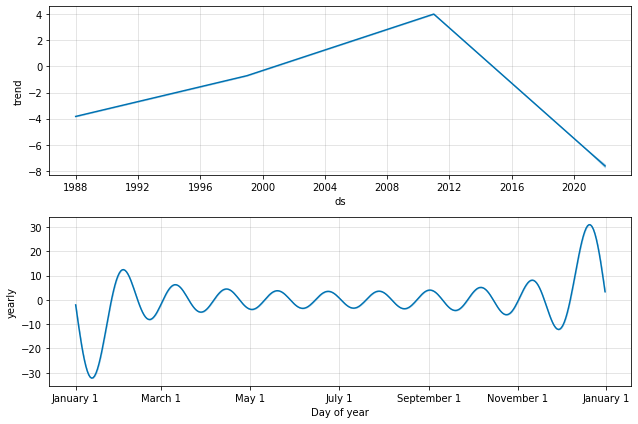 4
2
0
−2
−4
−6
−8
trend
1988 1992 1996 2000 2004 2008 2012 2016 2020
ds
30
20
10
0
−10
−20
−30
yearly
January 1 March 1 May 1 July 1 September 1 November 1 January 1
Day of year